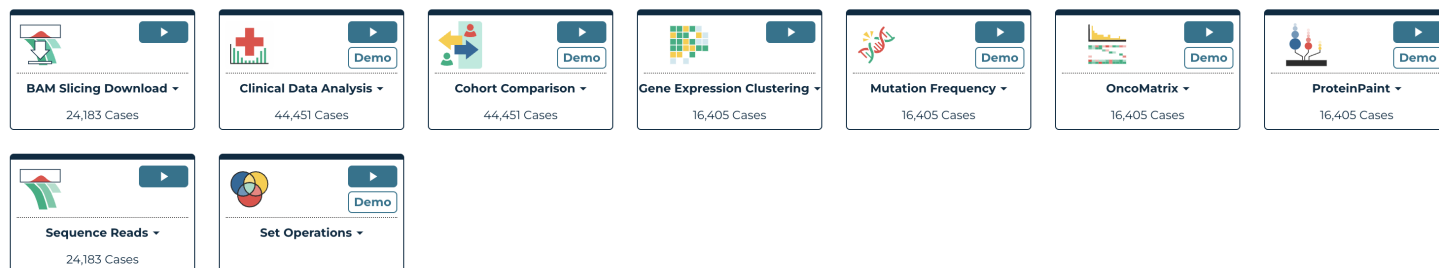 Demo
Demo
Demo
Demo
Demo
BAM Slicing Download
Clinical Data Analysis
Cohort Comparison
Gene Expression Clustering
Mutation Frequency
OncoMatrix
ProteinPaint
24,183 Cases
44,451 Cases
44,451 Cases
16,405 Cases
16,405 Cases
16,405 Cases
16,405 Cases
Demo
Sequence Reads
Set Operations
24,183 Cases